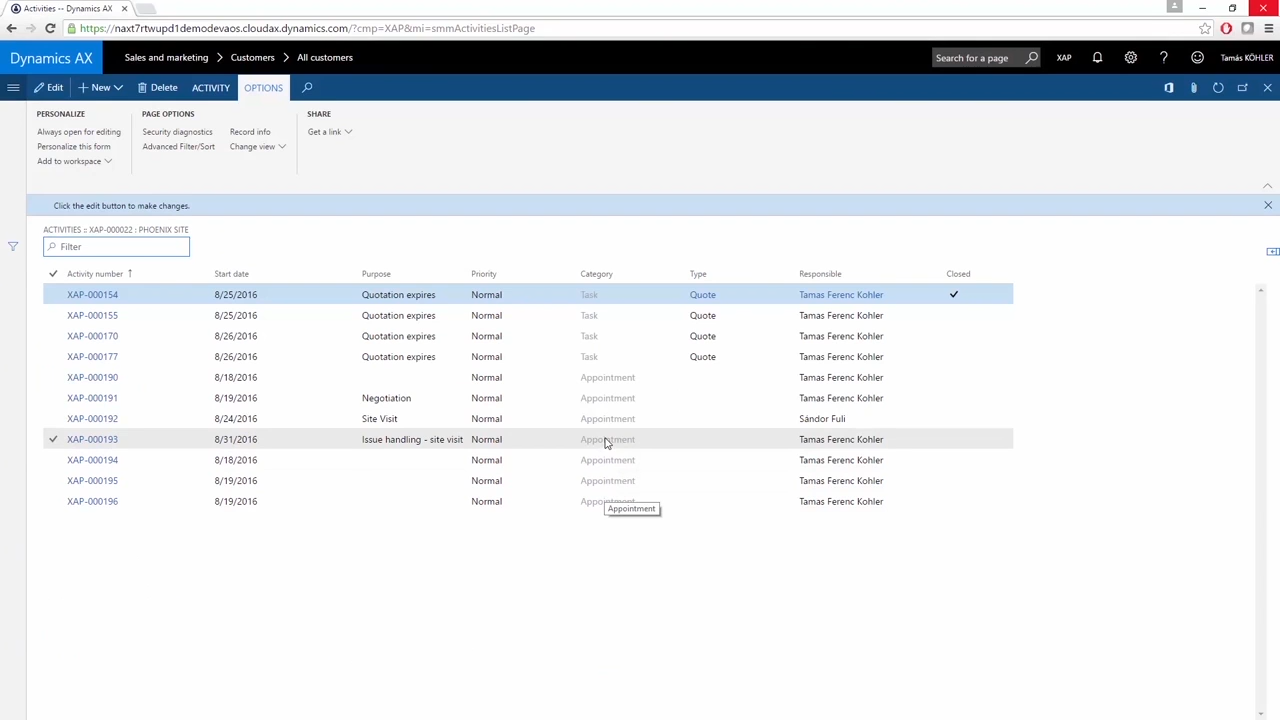 Activities -- Dynamics AX
https://naxt7rtwupd1demodevaos.cloudax.dynamics.com/?cmp=XAP&mi=smmActivitiesListPage
Dynamics AX Sales and marketing Customers All customers Search for a page XAP Tamás KÖHLER
Edit New Delete ACTIVITY OPTIONS
PERSONALIZE PAGE OPTIONS SHARE
Always open for editing Security diagnostics Record info Get a link
Personalize this form Advanced Filter/Sort Change view
Add to workspace
Click the edit button to make changes.
ACTIVITIES :: XAP-000022 : PHOENIX SITE
Filter
Activity number Start date Purpose Priority Category Type Responsible Closed
XAP-000154 8/25/2016 Quotation expires Normal Task Quote Tamas Ferenc Kohler
XAP-000155 8/25/2016 Quotation expires Normal Task Quote Tamas Ferenc Kohler
XAP-000170 8/26/2016 Quotation expires Normal Task Quote Tamas Ferenc Kohler
XAP-000177 8/26/2016 Quotation expires Normal Task Quote Tamas Ferenc Kohler
XAP-000190 8/18/2016 Normal Appointment Tamas Ferenc Kohler
XAP-000191 8/19/2016 Negotiation Normal Appointment Tamas Ferenc Kohler
XAP-000192 8/24/2016 Site Visit Normal Appointment Sándor Fuli
XAP-000193 8/31/2016 Issue handling - site visit Normal Appointment Tamas Ferenc Kohler
XAP-000194 8/18/2016 Normal Appointment Tamas Ferenc Kohler
XAP-000195 8/19/2016 Normal Appointment Tamas Ferenc Kohler
XAP-000196 8/19/2016 Normal Appointment Tamas Ferenc Kohler
Appointment